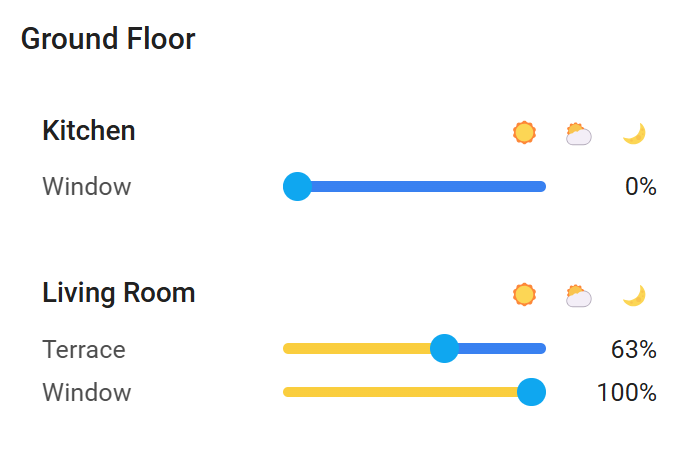 Ground Floor
Kitchen
Window 0%
Living Room
Terrace 63%
Window 100%